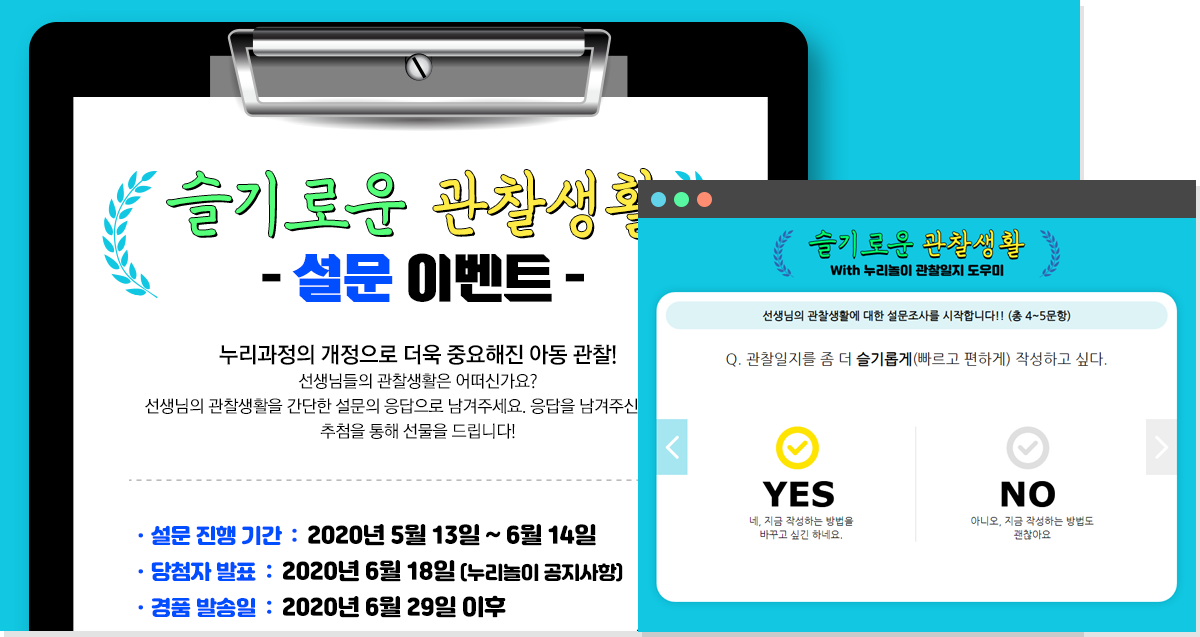 슬기로운 관찰생활
- 설문 이벤트 -
누리과정의 개정으로 더욱 중요해진 아동 관찰!
선생님들의 관찰생활은 어떠신가요?
선생님의 관찰생활을 간단한 설문의 응답으로 남겨주세요. 응답을 남겨주신
추첨을 통해 선물을 드립니다!
· 설문 진행 기간 : 2020년 5월 13일 ~ 6월 14일
· 당첨자 발표 : 2020년 6월 18일 (누리놀이 공지사항)
· 경품 발송일 : 2020년 6월 29일 이후
슬기로운 관찰생활
With 누리놀이 관찰일지 도우미
선생님의 관찰생활에 대한 설문조사를 시작합니다!! (총 4~5문항)
Q. 관찰일지를 좀 더 슬기롭게(빠르고 편하게) 작성하고 싶다.
YES
네, 지금 작성하는 방법을
바꾸고 싶긴 하네요.
NO
아니오, 지금 작성하는 방법도
괜찮아요